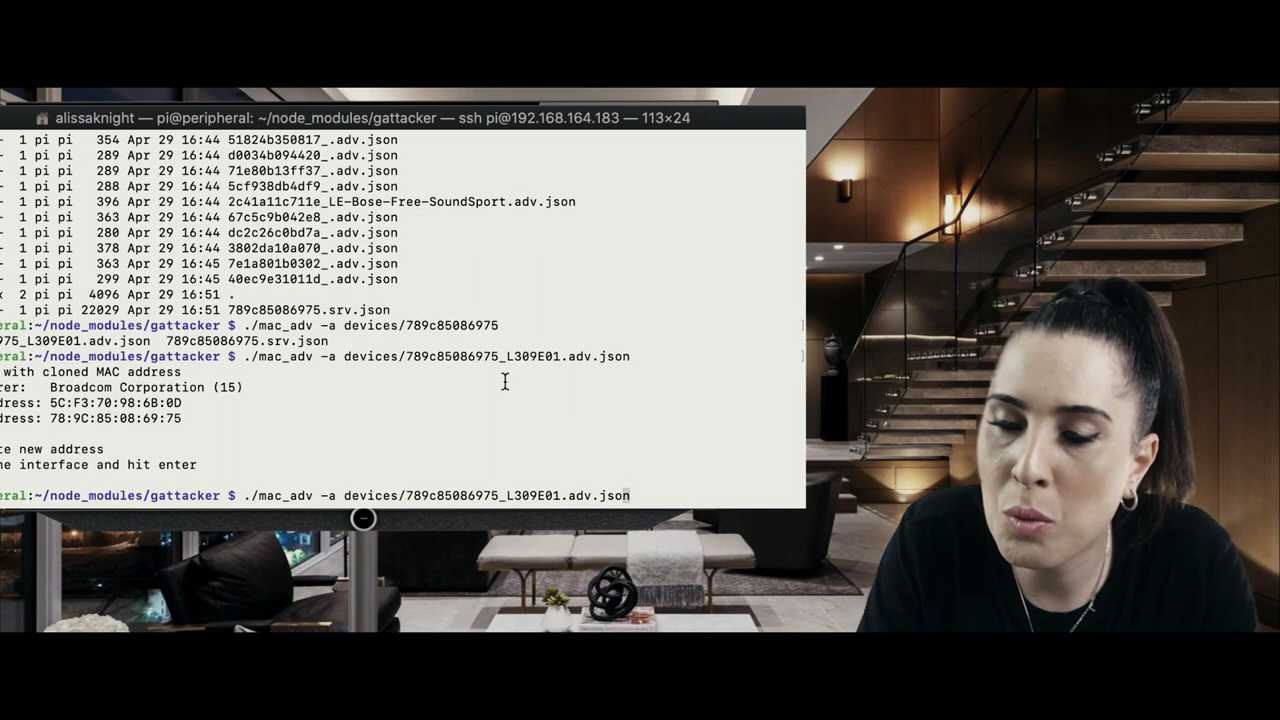 alissaknight — pi@peripheral: ~/node_modules/gattacker — ssh pi@192.168.164.183 — 113×24
- 1 pi pi 354 Apr 29 16:44 51824b350817_.adv.json
- 1 pi pi 289 Apr 29 16:44 d0034b094420_.adv.json
- 1 pi pi 289 Apr 29 16:44 71e80b13ff37_.adv.json
- 1 pi pi 288 Apr 29 16:44 5cf938db4df9_.adv.json
- 1 pi pi 396 Apr 29 16:44 2c41a11c711e_LE-Bose-Free-SoundSport.adv.json
- 1 pi pi 363 Apr 29 16:44 67c5c9b042e8_.adv.json
- 1 pi pi 280 Apr 29 16:44 dc2c26c0bd7a_.adv.json
- 1 pi pi 378 Apr 29 16:44 3802da10a070_.adv.json
- 1 pi pi 363 Apr 29 16:45 7e1a801b0302_.adv.json
- 1 pi pi 299 Apr 29 16:45 40ec9e31011d_.adv.json
x 2 pi pi 4096 Apr 29 16:51 .
- 1 pi pi 22029 Apr 29 16:51 789c85086975.srv.json
eral:~/node_modules/gattacker $ ./mac_adv -a devices/789c85086975 ]
975_L309E01.adv.json 789c85086975.srv.json
eral:~/node_modules/gattacker $ ./mac_adv -a devices/789c85086975_L309E01.adv.json ]
with cloned MAC address
rer: Broadcom Corporation (15)
dress: 5C:F3:70:98:6B:0D
dress: 78:9C:85:08:69:75
te new address
he interface and hit enter
eral:~/node_modules/gattacker $ ./mac_adv -a devices/789c85086975_L309E01.adv.json